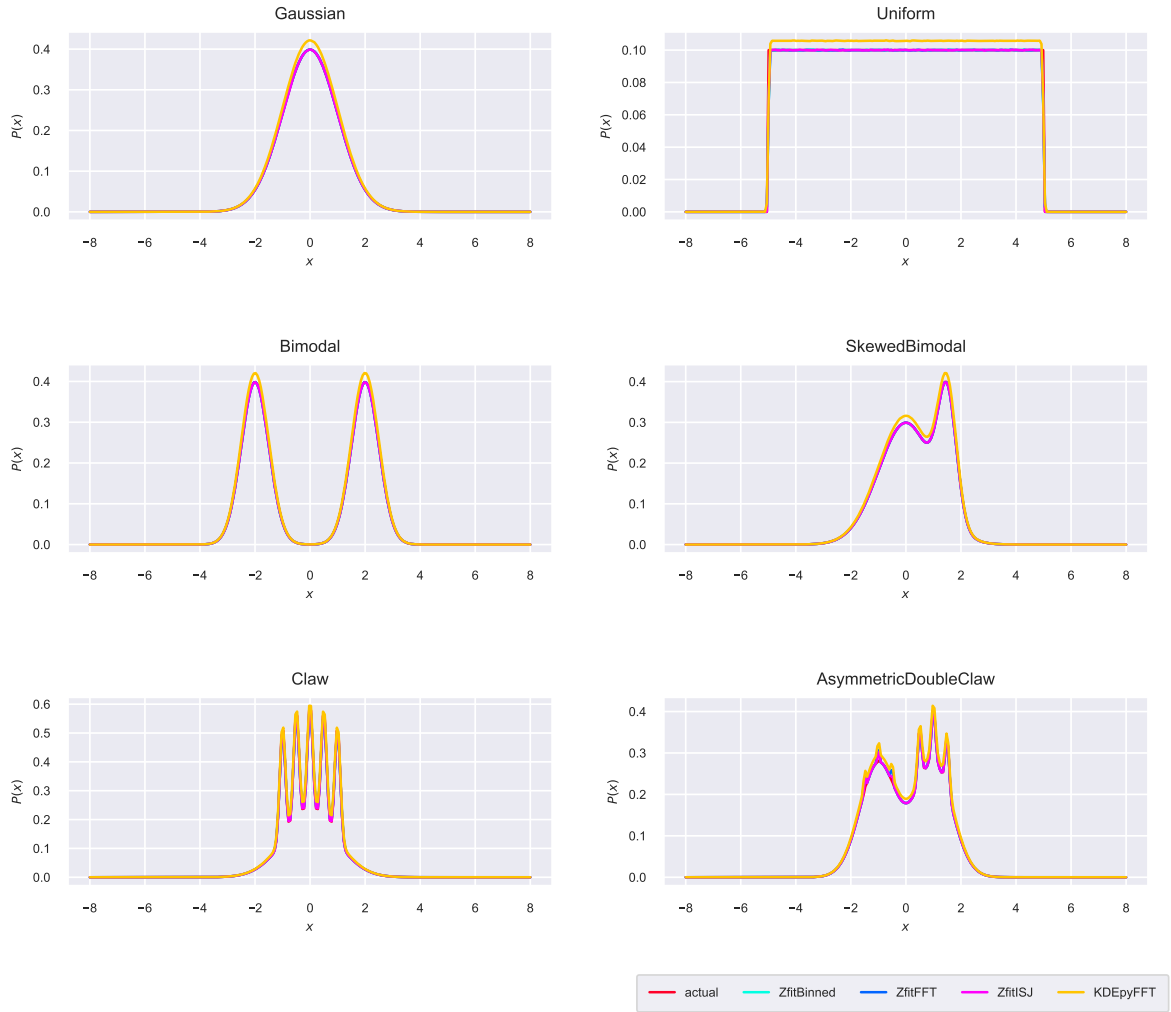 Gaussian
P(x)
0.4
0.3
0.2
0.1
0.0
−8 −6 −4 −2 0 2 4 6 8
x
Uniform
P(x)
0.10
0.08
0.06
0.04
0.02
0.00
−8 −6 −4 −2 0 2 4 6 8
x
Bimodal
P(x)
0.4
0.3
0.2
0.1
0.0
−8 −6 −4 −2 0 2 4 6 8
x
SkewedBimodal
P(x)
0.4
0.3
0.2
0.1
0.0
−8 −6 −4 −2 0 2 4 6 8
x
Claw
P(x)
0.6
0.5
0.4
0.3
0.2
0.1
0.0
−8 −6 −4 −2 0 2 4 6 8
x
AsymmetricDoubleClaw
P(x)
0.4
0.3
0.2
0.1
0.0
−8 −6 −4 −2 0 2 4 6 8
x
actual ZfitBinned ZfitFFT ZfitISJ KDEpyFFT